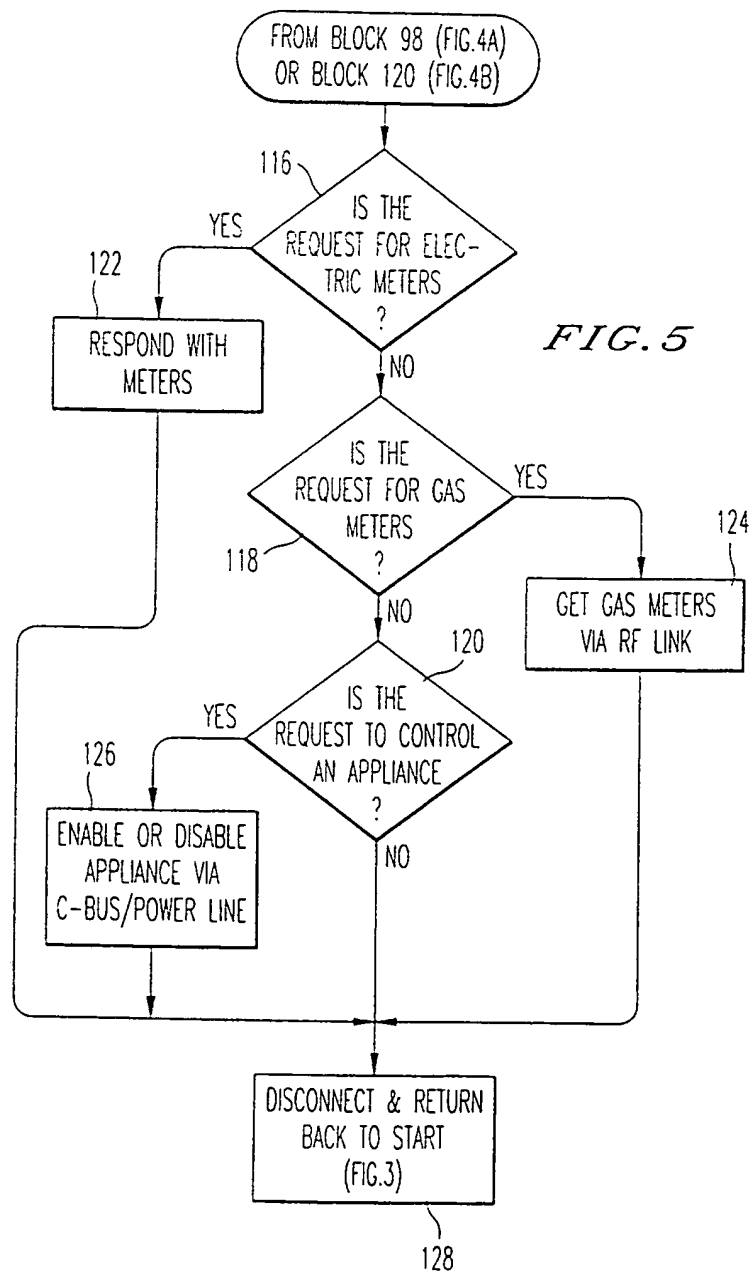 FROM BLOCK 98 (FIG.4A)
OR BLOCK 120 (FIG.4B)
116
IS THE
REQUEST FOR ELEC-
TRIC METERS
?
YES
NO
122
RESPOND WITH
METERS
FIG. 5
IS THE
REQUEST FOR GAS
METERS
?
118
YES
NO
124
GET GAS METERS
VIA RF LINK
120
IS THE
REQUEST TO CONTROL
AN APPLIANCE
?
YES
NO
126
ENABLE OR DISABLE
APPLIANCE VIA
C-BUS/POWER LINE
DISCONNECT & RETURN
BACK TO START
(FIG.3)
128